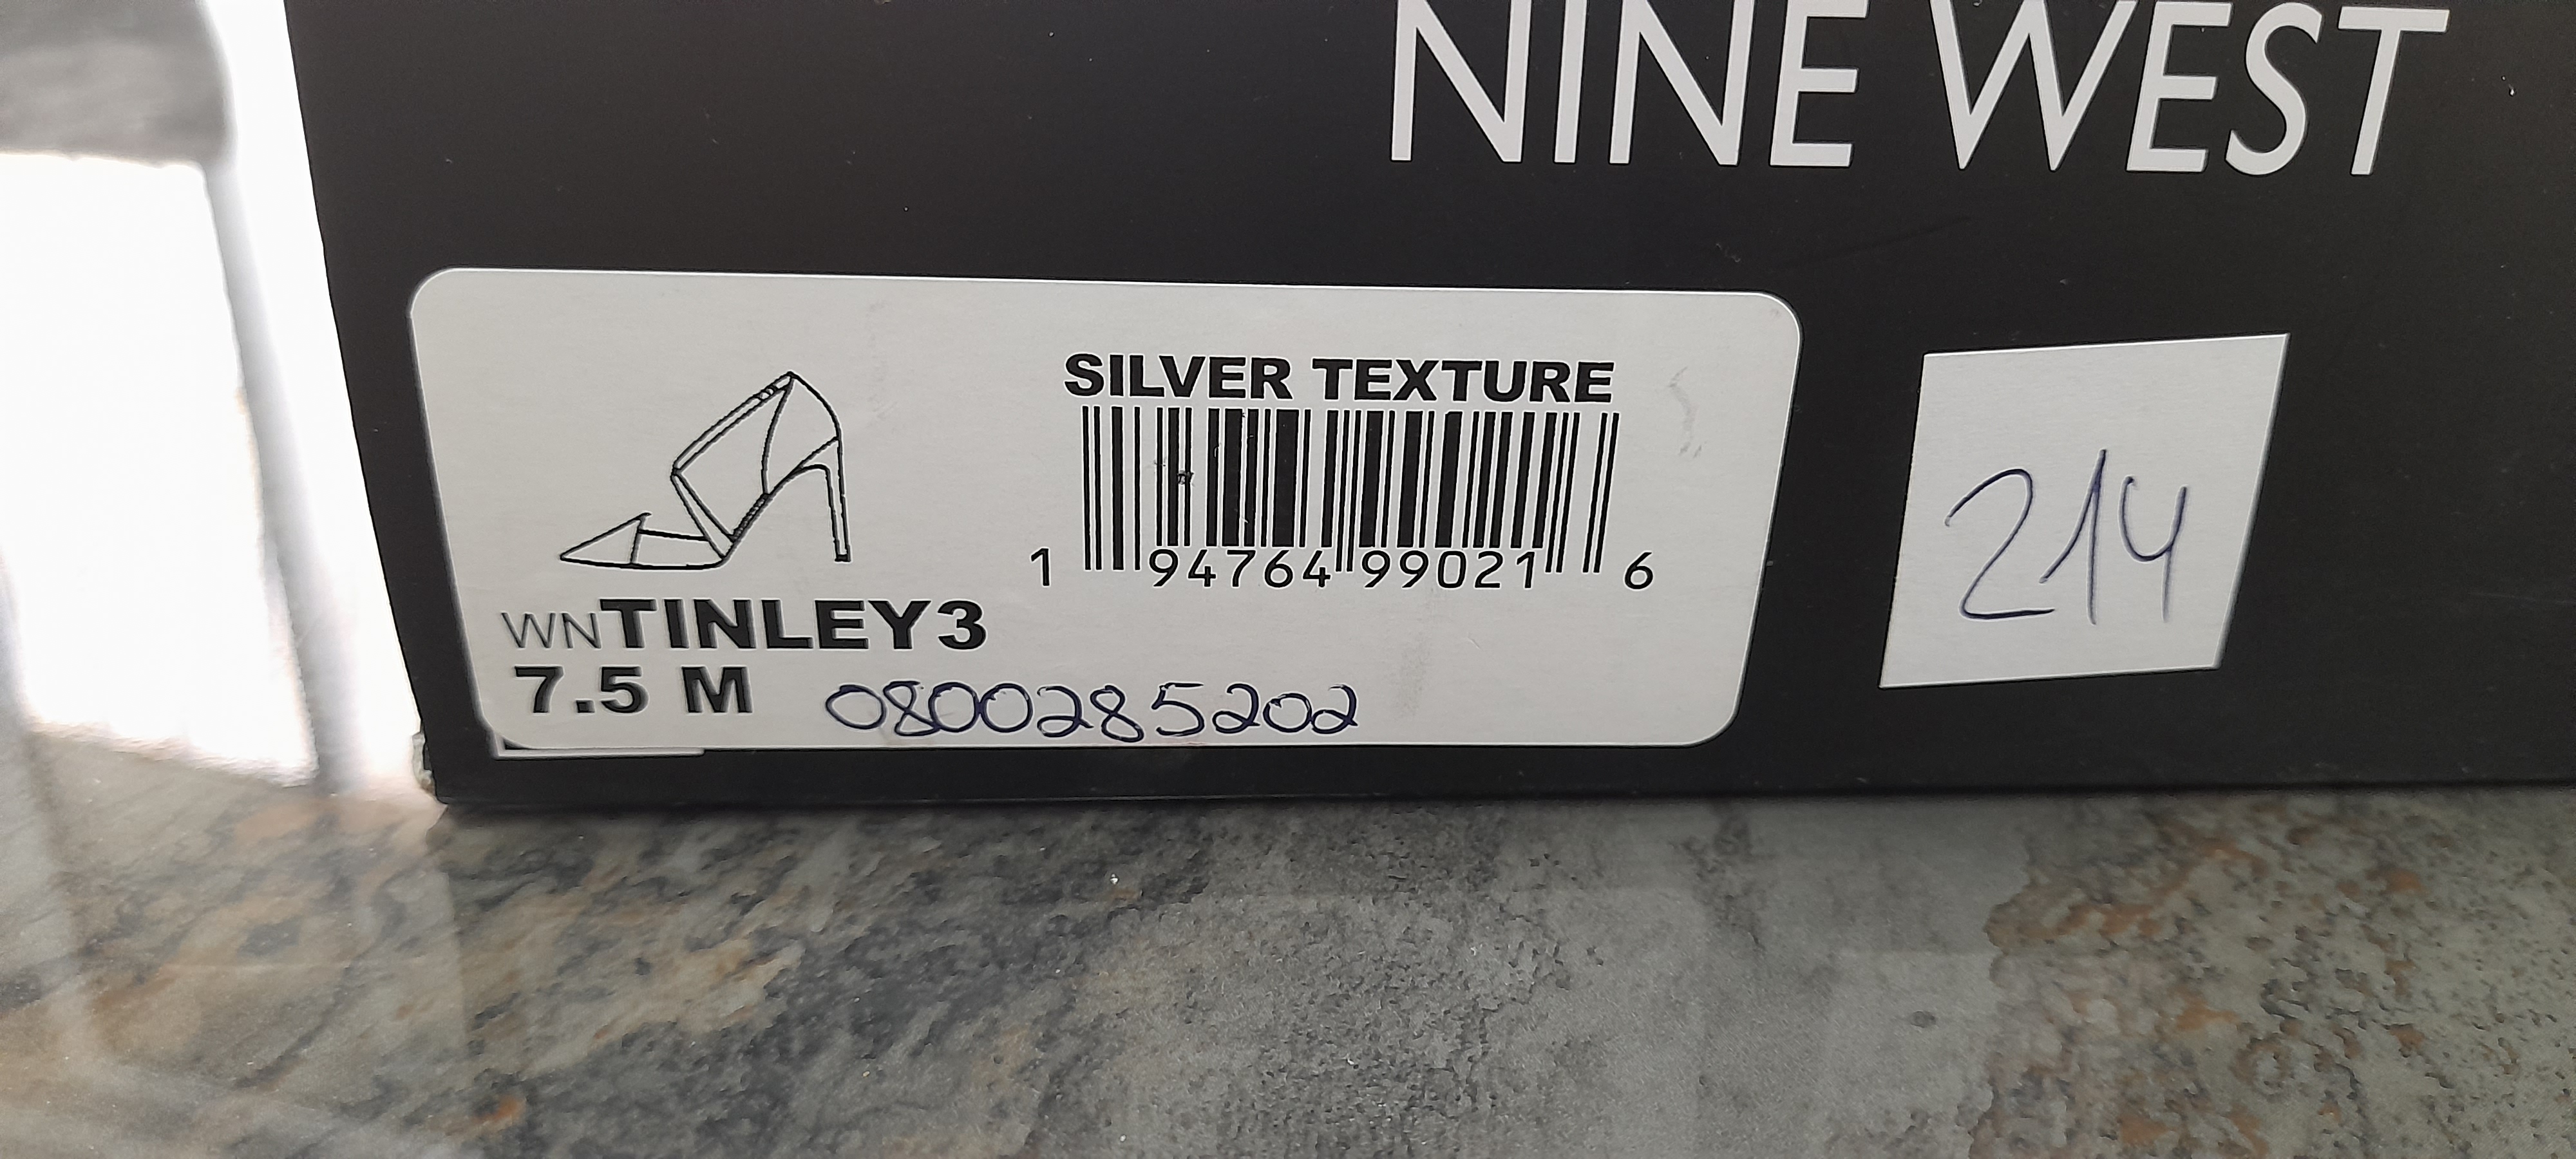 NINE WEST
SILVER TEXTURE
1 94764 99021 6
WNTINLEY3
7.5 M 0800285202
214